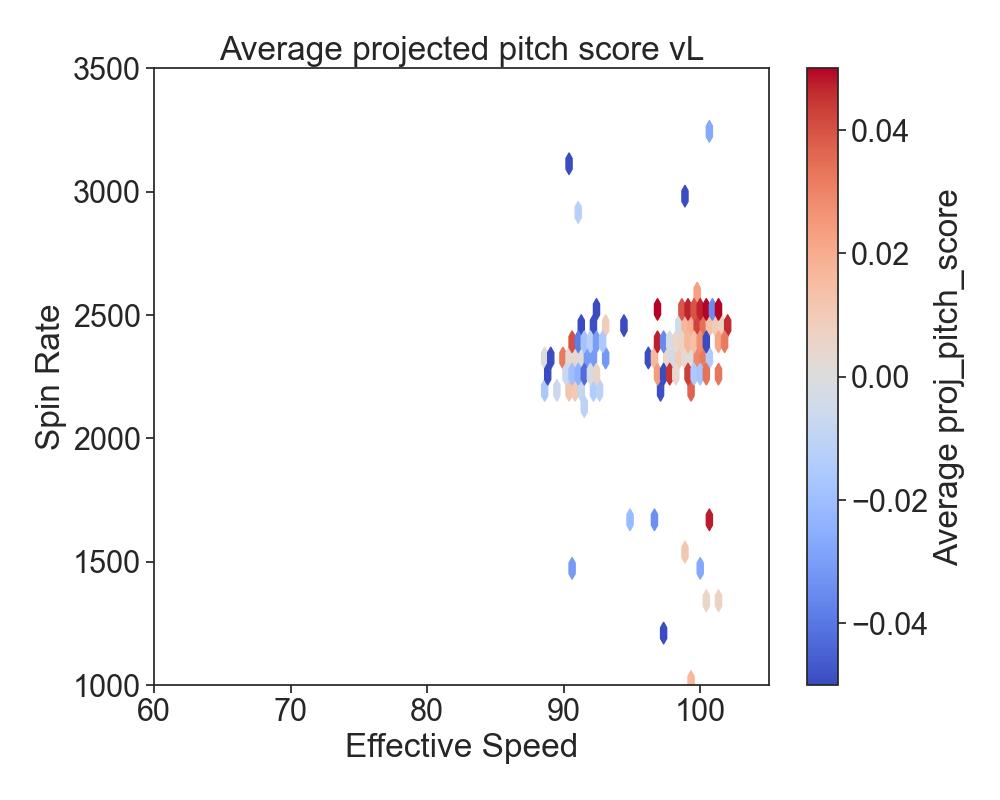 Average projected pitch score vL
3500
3000
2500
2000
1500
1000
Spin Rate
60 70 80 90 100
Effective Speed
0.04
0.02
0.00
−0.02
−0.04
Average proj_pitch_score